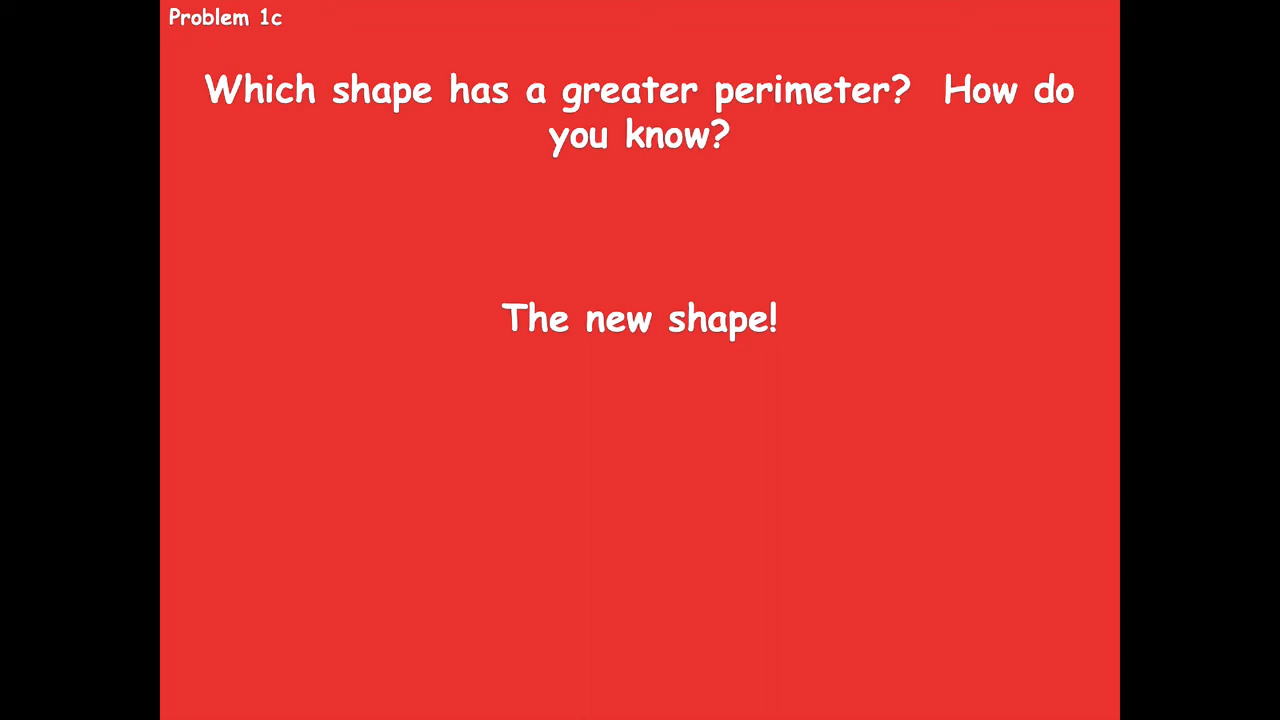 Problem 1c
Which shape has a greater perimeter?  How do
you know?
The new shape!